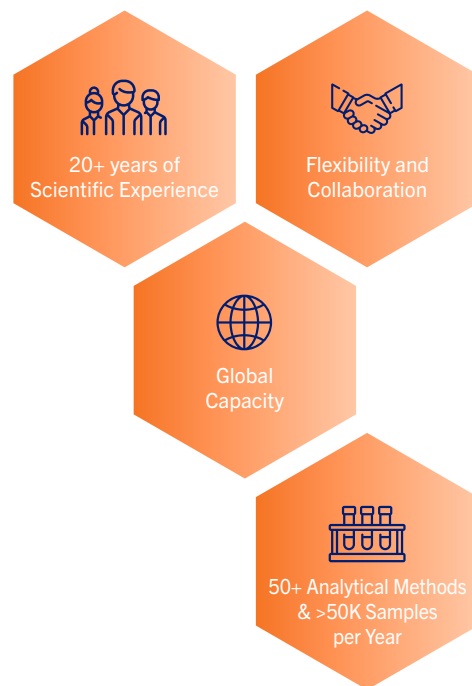 20+ years of
Scientific Experience
Flexibility and
Collaboration
Global
Capacity
50+ Analytical Methods
& >50K Samples
per Year